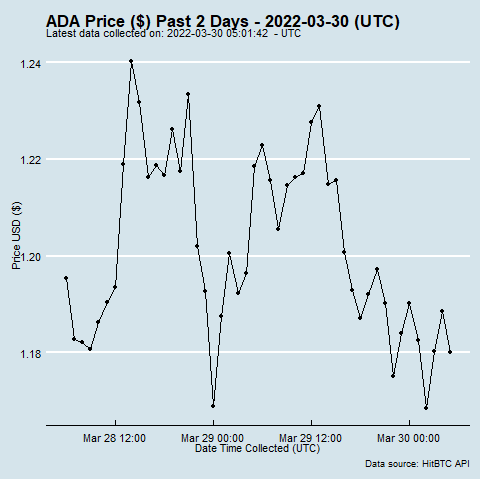 ADA Price ($) Past 2 Days - 2022-03-30 (UTC)
Latest data collected on: 2022-03-30 05:01:42 - UTC
1.24
1.22
1.20
1.18
Price USD ($)
Mar 28 12:00 Mar 29 00:00 Mar 29 12:00 Mar 30 00:00
Date Time Collected (UTC)
Data source: HitBTC API